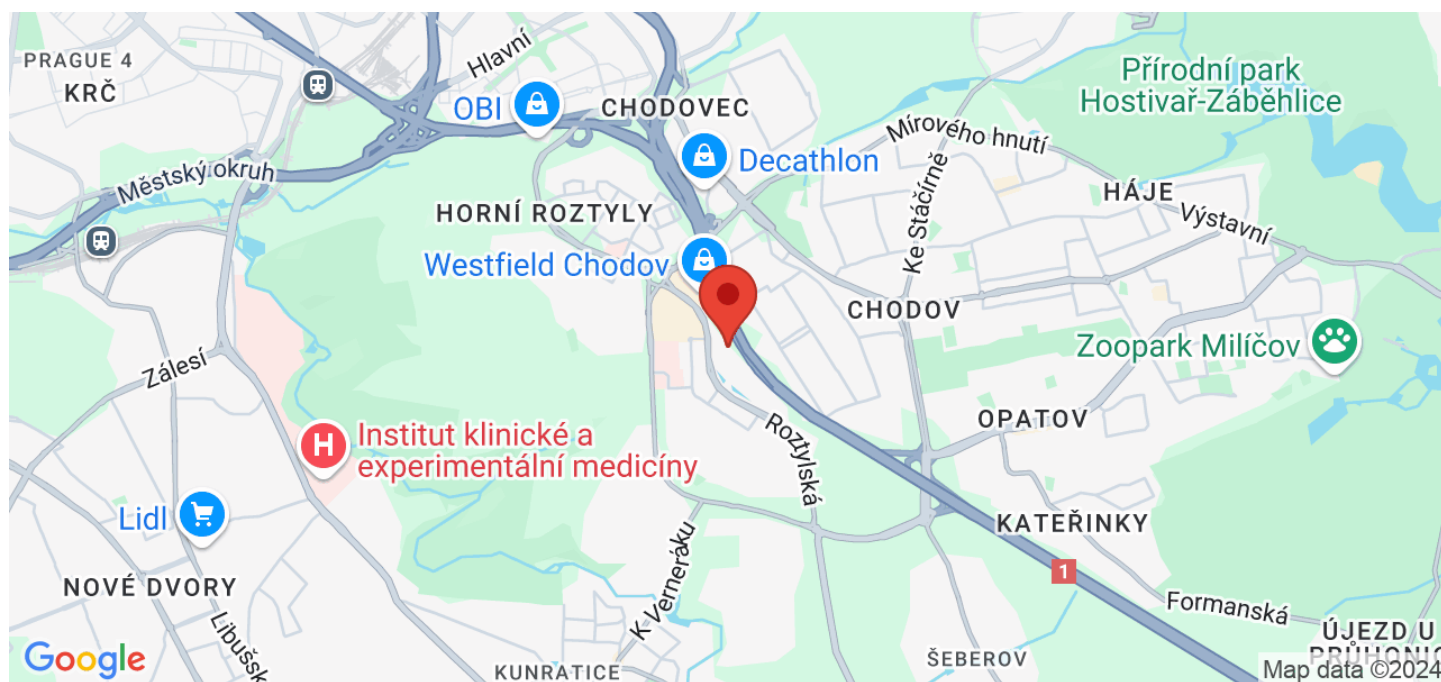 PRAGUE 4
KRČ
Hlavní
OBI
CHODOVEC
Přírodní park
Hostivař-Záběhlice
Městský okruh
Decathlon
Mírového hnutí
Ke Stáčírně
HÁJE
Výstavní
HORNÍ ROZTYLY
Westfield Chodov
CHODOV
Zálesí
Zoopark Milíčov
OPATOV
Roztylská
H
Institut klinické a
experimentální medicíny
Lidl
KATEŘINKY
1
NOVÉ DVORY
K Verneráku
Formanská
Libušsk
ÚJEZD U
PRŮHONIC
ŠEBEROV
KUNRATICE
Google
Map data ©2024